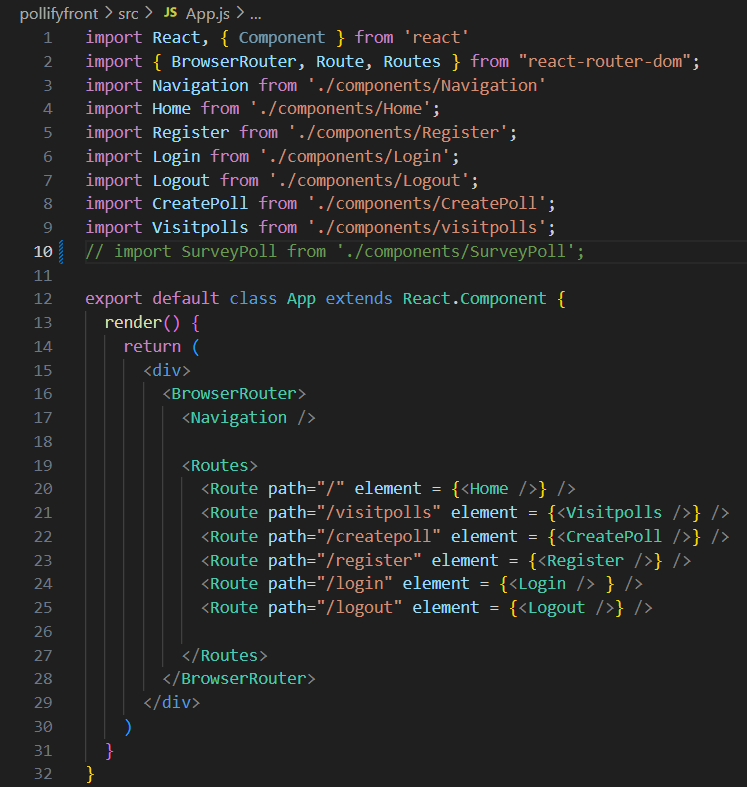 pollifyfront > src > JS App.js > ...
1 import React, { Component } from 'react'
2 import { BrowserRouter, Route, Routes } from "react-router-dom";
3 import Navigation from './components/Navigation'
4 import Home from './components/Home';
5 import Register from './components/Register';
6 import Login from './components/Login';
7 import Logout from './components/Logout';
8 import CreatePoll from './components/CreatePoll';
9 import Visitpolls from './components/visitpolls';
10 // import SurveyPoll from './components/SurveyPoll';
11
12 export default class App extends React.Component {
13   render() {
14     return (
15       <div>
16         <BrowserRouter>
17           <Navigation />
18
19           <Routes>
20             <Route path="/" element = {<Home />} />
21             <Route path="/visitpolls" element = {<Visitpolls />} />
22             <Route path="/createpoll" element = {<CreatePoll />} />
23             <Route path="/register" element = {<Register />} />
24             <Route path="/login" element = {<Login /> } />
25             <Route path="/logout" element = {<Logout />} />
26
27           </Routes>
28         </BrowserRouter>
29       </div>
30     )
31   }
32 }